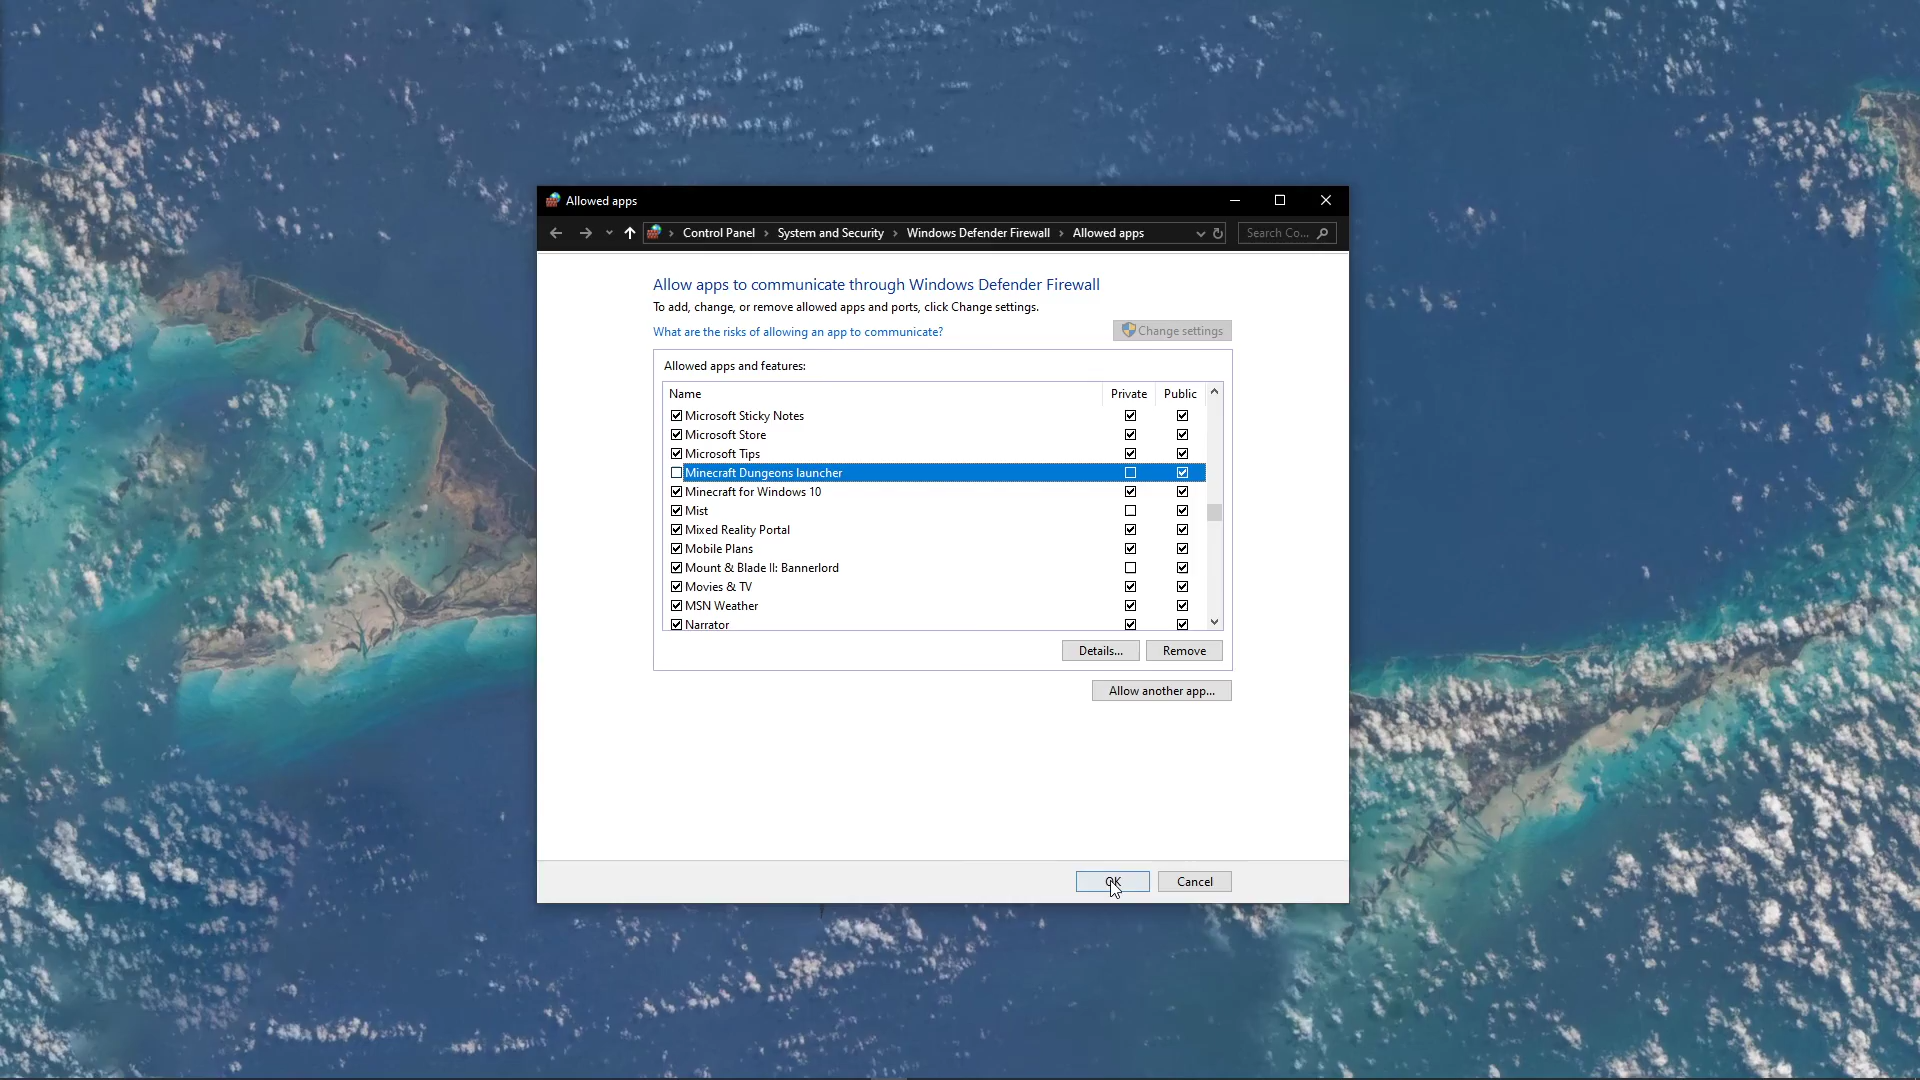 Allowed apps
Control Panel > System and Security > Windows Defender Firewall > Allowed apps
Search Co...
Allow apps to communicate through Windows Defender Firewall
To add, change, or remove allowed apps and ports, click Change settings.
What are the risks of allowing an app to communicate?
Change settings
Allowed apps and features:
Name Private Public
Microsoft Sticky Notes
Microsoft Store
Microsoft Tips
Minecraft Dungeons launcher
Minecraft for Windows 10
Mist
Mixed Reality Portal
Mobile Plans
Mount & Blade II: Bannerlord
Movies & TV
MSN Weather
Narrator
Details... Remove
Allow another app...
OK Cancel